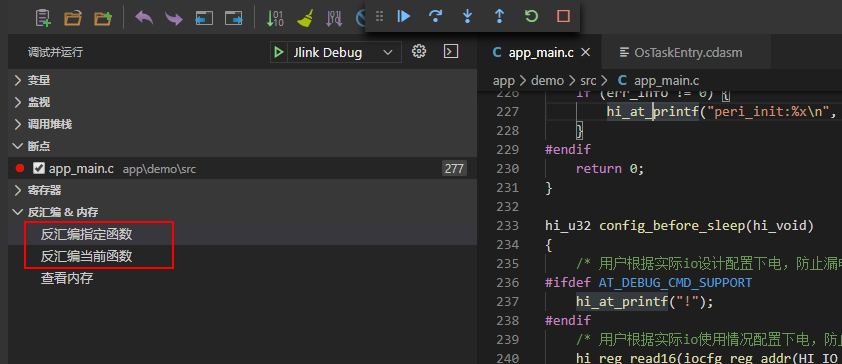 调试并运行
Jlink Debug
变量
监视
调用堆栈
断点
app_main.c app\demo\src 277
寄存器
反汇编 & 内存
反汇编指定函数
反汇编当前函数
查看内存
C app_main.c
OsTaskEntry.cdasm
app > demo > src > C app_main.c
226 if (err_info != 0) {
227 hi_at_printf("peri_init:%x\n",
228 }
229 #endif
230 return 0;
231 }
232
233 hi_u32 config_before_sleep(hi_void)
234 {
235 /* 用户根据实际io设计配置下电，防止漏电
236 #ifdef AT_DEBUG_CMD_SUPPORT
237 hi_at_printf("!");
238 #endif
239 /* 用户根据实际io使用情况配置下电，防止
240 hi_reg_read16(iocfg_reg_addr(HI_IO